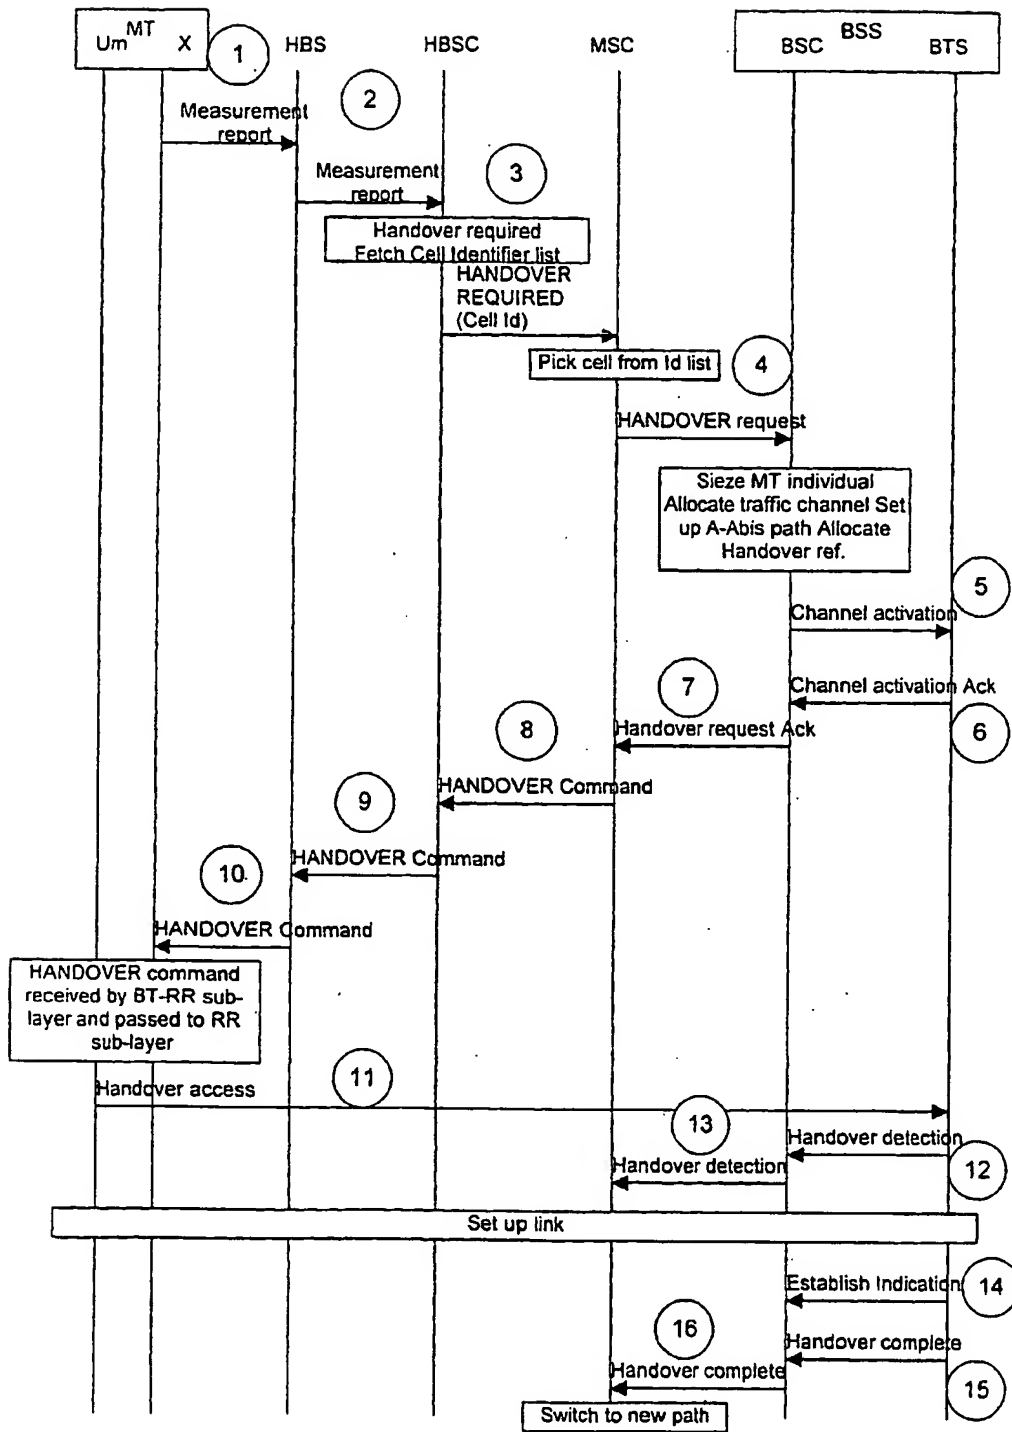 MT
Um X
HBS
HBSC
MSC
BSS
BSC
BTS
1
2
Measurement
report
3
Measurement
report
Handover required
Fetch Cell Identifier list
HANDOVER
REQUIRED
(Cell Id)
Pick cell from Id list
4
HANDOVER request
Sieze MT individual
Allocate traffic channel Set
up A-Abis path Allocate
Handover ref.
5
Channel activation
7
Channel activation Ack
8
Handover request Ack
6
9
HANDOVER Command
10
HANDOVER Command
HANDOVER Command
HANDOVER command
received by BT-RR sub-
layer and passed to RR
sub-layer
11
Handover access
13
Handover detection
Handover detection
12
Set up link
Establish Indication
14
16
Handover complete
Handover complete
15
Switch to new path